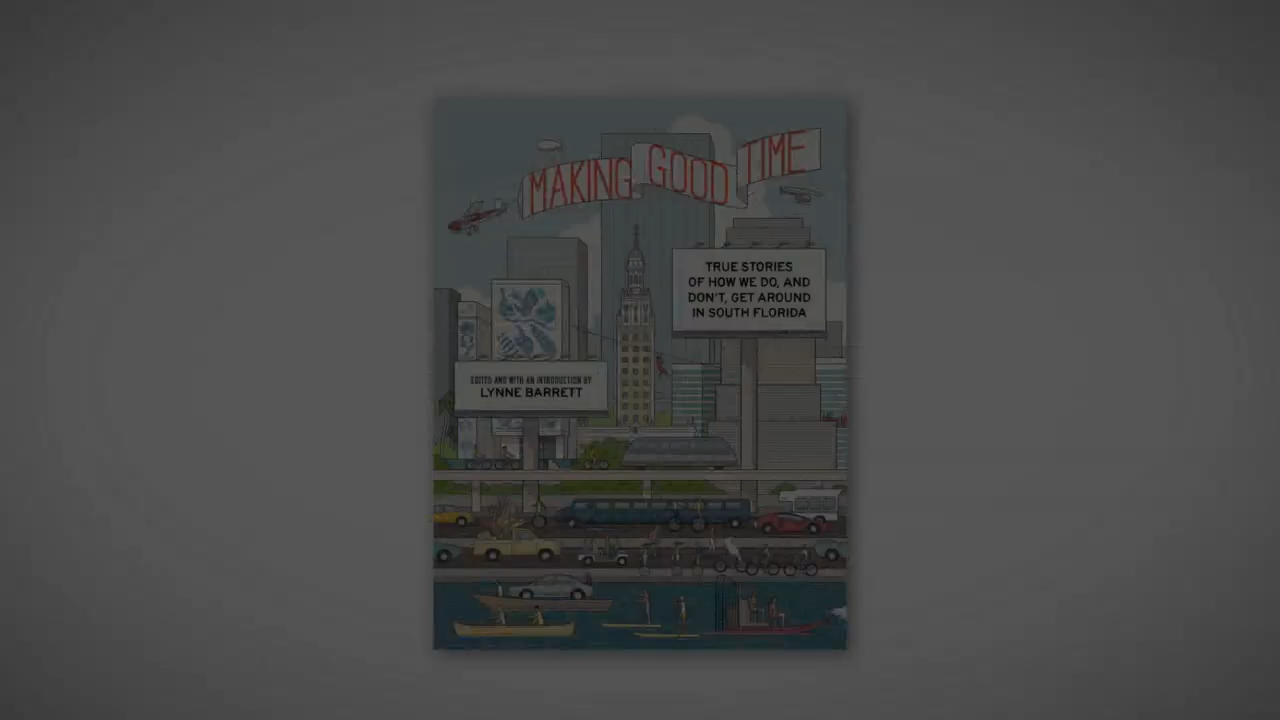 MAKING GOOD TIME
TRUE STORIES
OF HOW WE DO, AND
DON'T, GET AROUND
IN SOUTH FLORIDA
EDITED AND WITH AN INTRODUCTION BY
LYNNE BARRETT